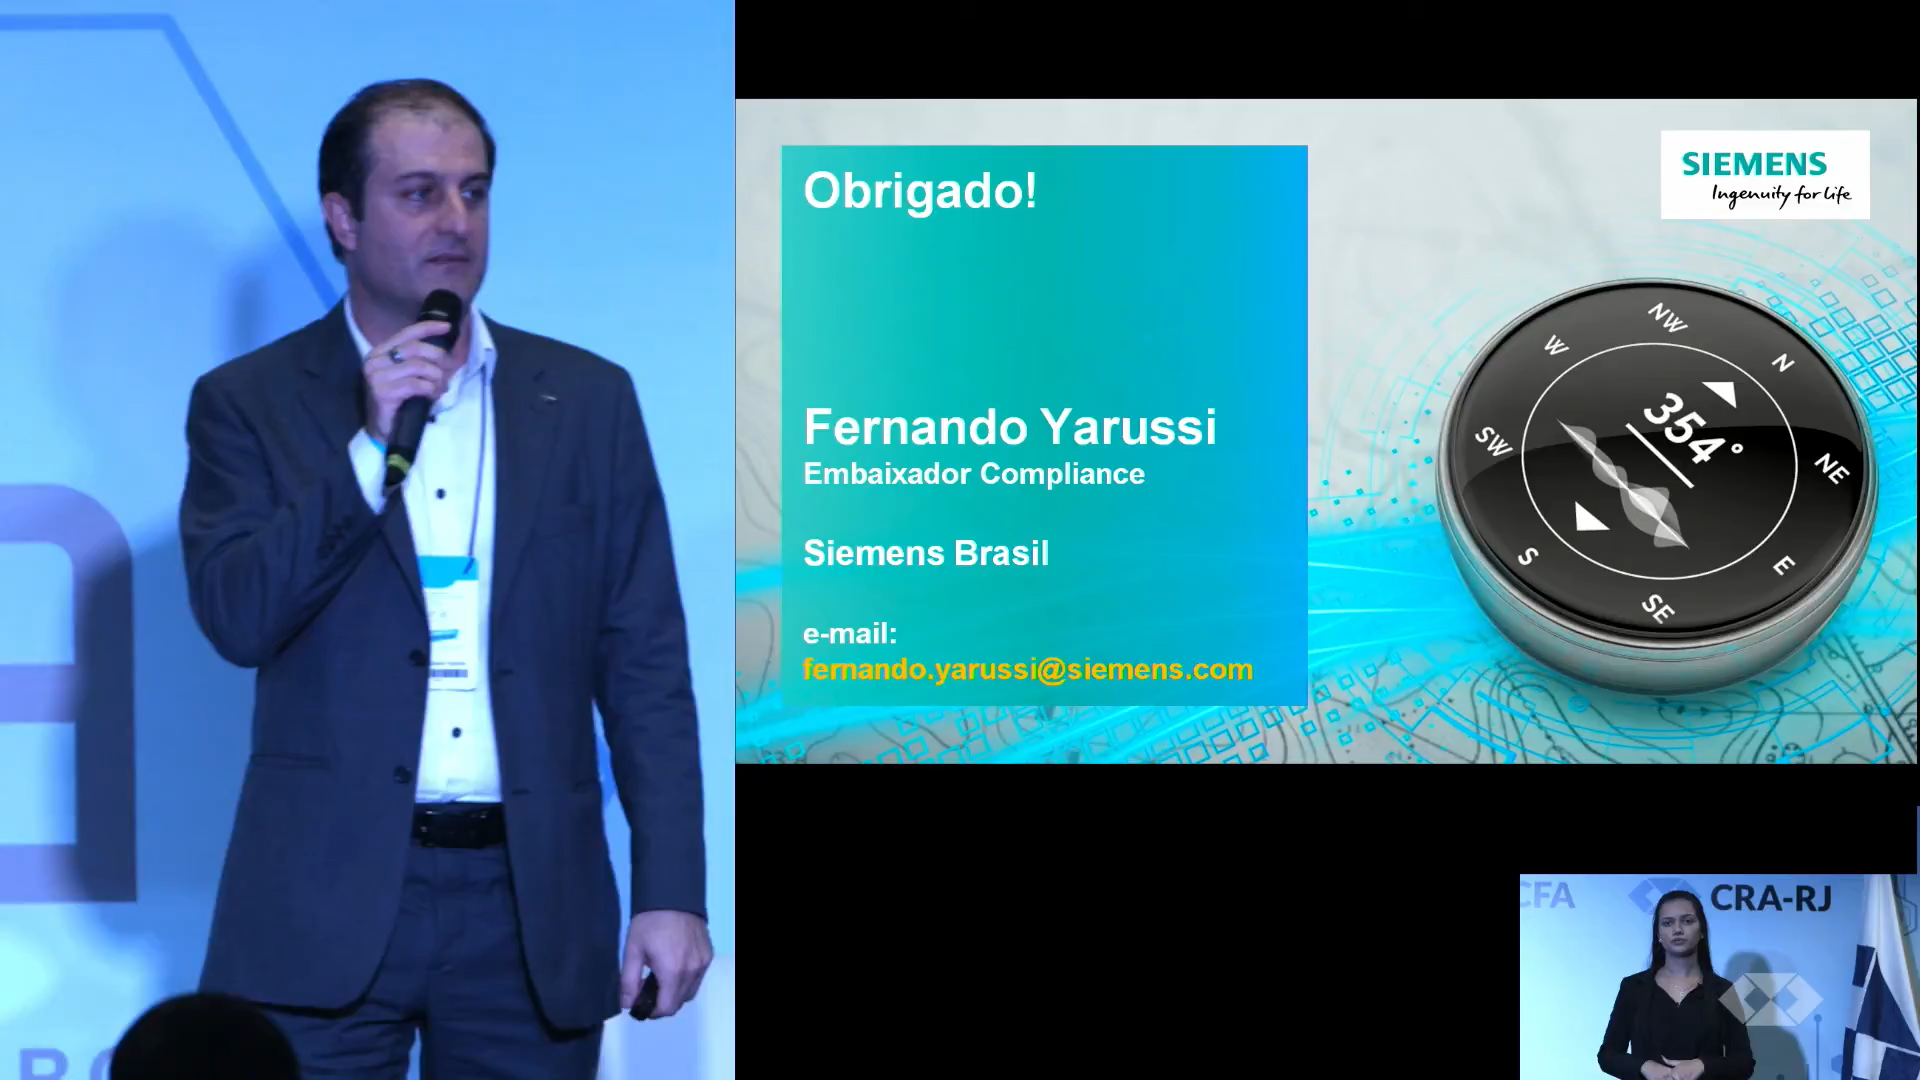 Obrigado!
Fernando Yarussi
Embaixador Compliance
Siemens Brasil
e-mail:
fernando.yarussi@siemens.com
SIEMENS
Ingenuity for life
NW
N
NE
E
SE
S
SW
W
354°
CFA
CRA-RJ